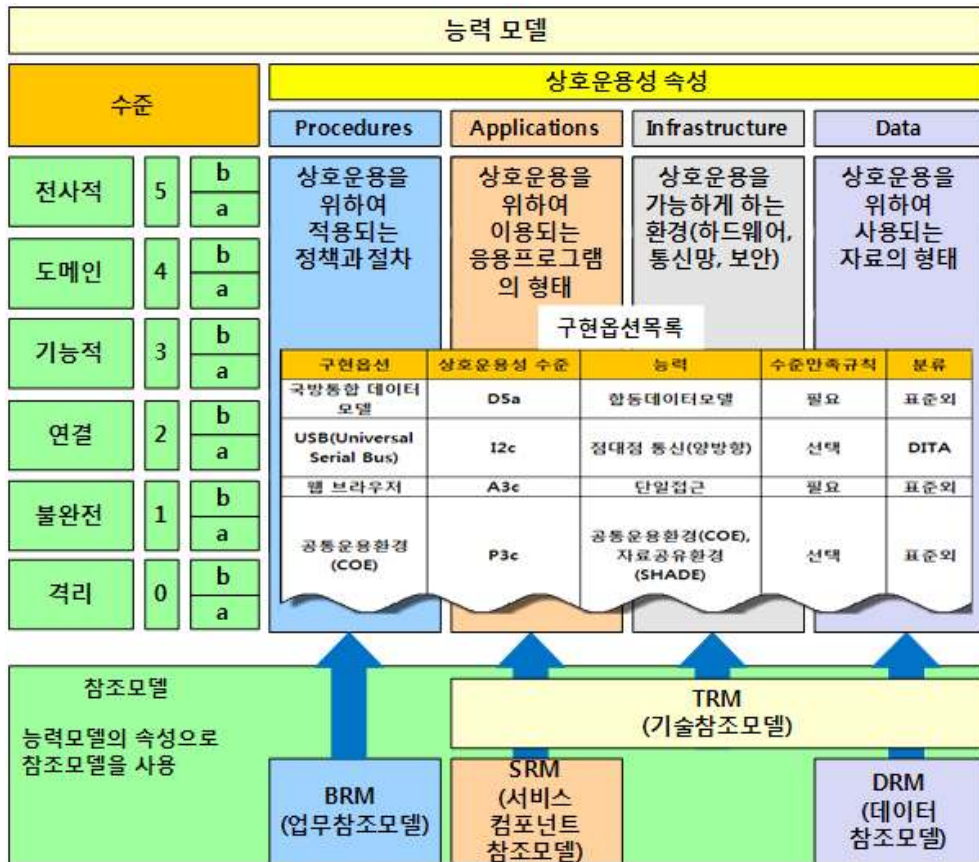 능력 모델
수준
상호운용성 속성
Procedures
Applications
Infrastructure
Data
전사적
5
b
a
도메인
4
b
a
기능적
3
b
a
연결
2
b
a
불완전
1
b
a
격리
0
b
a
상호운용을
위하여
적용되는
정책과 절차
상호운용을
위하여
이용되는
응용프로그램
의 형태
상호운용을
가능하게 하는
환경(하드웨어,
통신망, 보안)
상호운용을
위하여
사용되는
자료의 형태
구현옵션목록
구현옵션 상호운용성 수준 능력 수준만족규칙 분류
국방통합 데이터
모델
D5a
합동데이터모델
필요
표준외
USB(Universal
Serial Bus)
I2c
점대점 통신(양방향)
선택
DITA
웹 브라우저
A3c
단일접근
필요
표준외
공통운용환경
(COE)
P3c
공통운용환경(COE),
자료공유환경
(SHADE)
선택
표준외
참조모델
능력모델의 속성으로
참조모델을 사용
TRM
(기술참조모델)
BRM
(업무참조모델)
SRM
(서비스
컴포넌트
참조모델)
DRM
(데이터
참조모델)